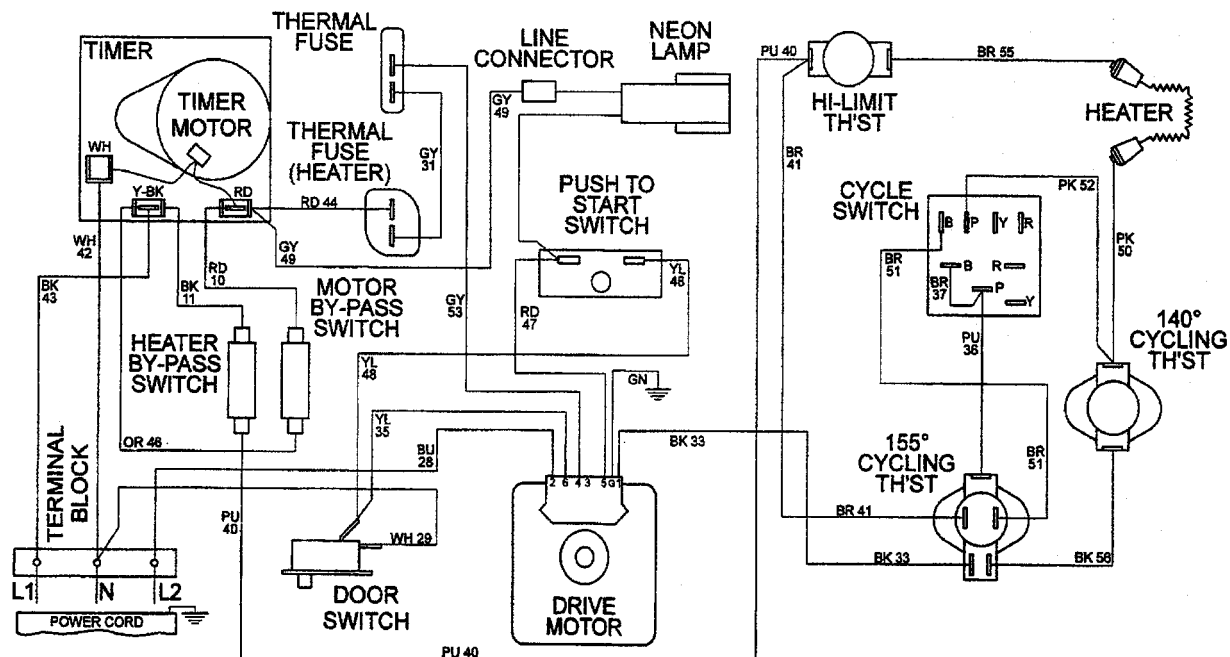 THERMAL
FUSE
TIMER
LINE
CONNECTOR
NEON
LAMP
PU 40
HI-LIMIT
TH'ST
BR 55
HEATER
TIMER
MOTOR
THERMAL
FUSE
(HEATER)
GY
49
GY
31
BR
41
WH
Y-BK
RD
RD 44
PUSH TO
START
SWITCH
CYCLE
SWITCH
PK 52
B
P
Y
R
PK
50
WH
42
GY
49
RD
10
BK
43
BK
11
MOTOR
BY-PASS
SWITCH
GY
53
YL
48
RD
47
BR
51
B
R
BR
37
P
Y
HEATER
BY-PASS
SWITCH
PU
36
140°
CYCLING
TH'ST
YL
48
GN
YL
35
OR 46
BU
28
BK 33
155°
CYCLING
TH'ST
BR
51
TERMINAL
BLOCK
2 6 4 3 5 G 1
PU
40
BR 41
WH 29
BK 33
BK 56
L1
N
L2
POWER CORD
DOOR
SWITCH
DRIVE
MOTOR
PU 40